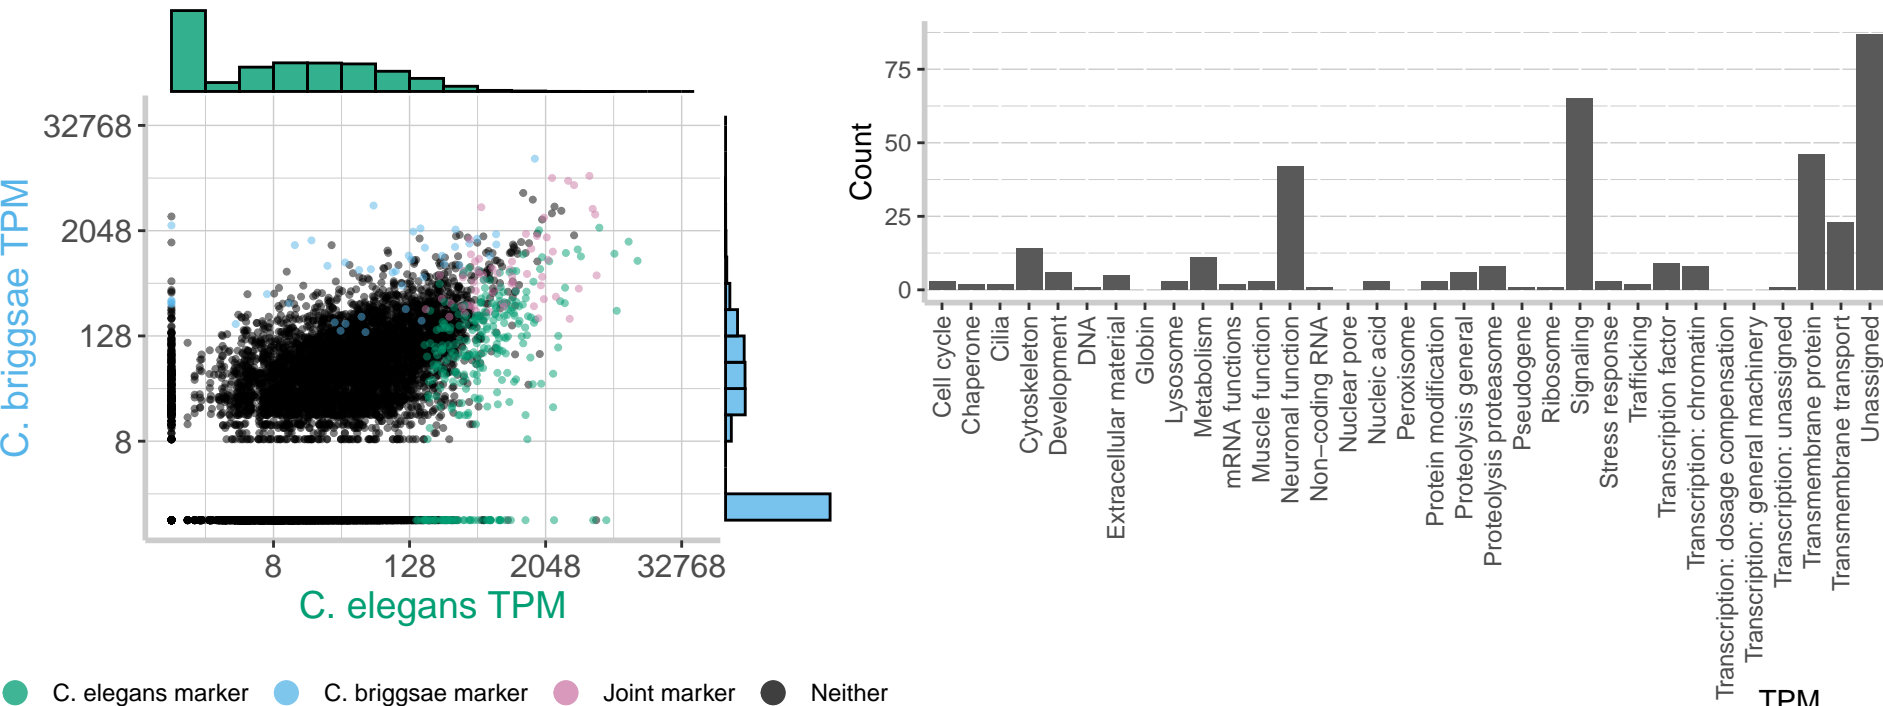 32768
2048
128
8
C. briggsae TPM
8
128
2048
32768
C. elegans TPM
C. elegans marker
C. briggsae marker
Joint marker
Neither
75
50
25
0
Count
Cell cycle
Chaperone
Cilia
Cytoskeleton
Development
DNA
Extracellular material
Globin
Lysosome
Metabolism
mRNA functions
Muscle function
Neuronal function
Non−coding RNA
Nuclear pore
Nucleic acid
Peroxisome
Protein modification
Proteolysis general
Proteolysis proteasome
Pseudogene
Ribosome
Signaling
Stress response
Trafficking
Transcription factor
Transcription: chromatin
Transcription: dosage compensation
Transcription: general machinery
Transcription: unassigned
Transmembrane protein
Transmembrane transport
Unassigned
TPM